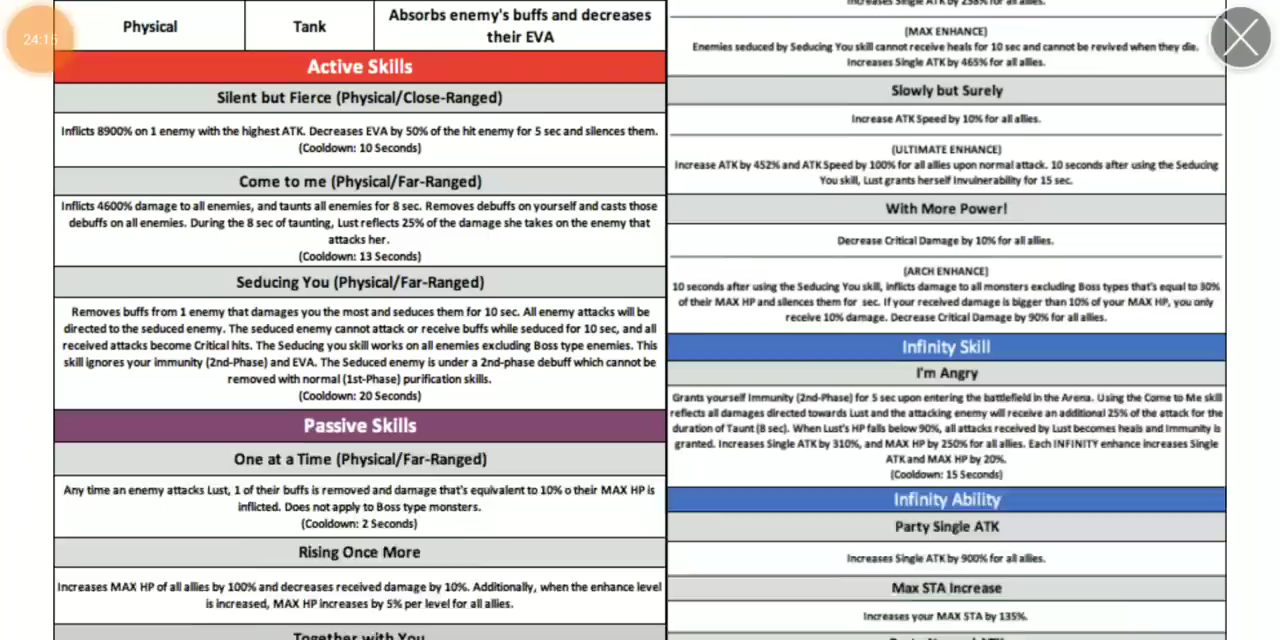 24:15
Physical
Tank
Absorbs enemy's buffs and decreases
their EVA
Active Skills
Silent but Fierce (Physical/Close-Ranged)
Inflicts 8900% on 1 enemy with the highest ATK. Decreases EVA by 50% of the hit enemy for 5 sec and silences them.
(Cooldown: 10 Seconds)
Come to me (Physical/Far-Ranged)
Inflicts 4600% damage to all enemies, and taunts all enemies for 8 sec. Removes debuffs on yourself and casts those
debuffs on all enemies. During the 8 sec of taunting, Lust reflects 25% of the damage she takes on the enemy that
attacks her.
(Cooldown: 13 Seconds)
Seducing You (Physical/Far-Ranged)
Removes buffs from 1 enemy that damages you the most and seduces them for 10 sec. All enemy attacks will be
directed to the seduced enemy. The seduced enemy cannot attack or receive buffs while seduced for 10 sec, and all
received attacks become Critical hits. The Seducing you skill works on all enemies excluding Boss type enemies. This
skill ignores your immunity (2nd-Phase) and EVA. The Seduced enemy is under a 2nd-phase debuff which cannot be
removed with normal (1st-Phase) purification skills.
(Cooldown: 20 Seconds)
Passive Skills
One at a Time (Physical/Far-Ranged)
Any time an enemy attacks Lust, 1 of their buffs is removed and damage that's equivalent to 10% o their MAX HP is
inflicted. Does not apply to Boss type monsters.
(Cooldown: 2 Seconds)
Rising Once More
Increases MAX HP of all allies by 100% and decreases received damage by 10%. Additionally, when the enhance level
is increased, MAX HP increases by 5% per level for all allies.
Together with You
Increases Single ATK by 258% for all allies.
(MAX ENHANCE)
Enemies seduced by Seducing You skill cannot receive heals for 10 sec and cannot be revived when they die.
Increases Single ATK by 465% for all allies.
Slowly but Surely
Increase ATK Speed by 10% for all allies.
(ULTIMATE ENHANCE)
Increase ATK by 452% and ATK Speed by 100% for all allies upon normal attack. 10 seconds after using the Seducing
You skill, Lust grants herself Invulnerability for 15 sec.
With More Power!
Decrease Critical Damage by 10% for all allies.
(ARCH ENHANCE)
10 seconds after using the Seducing You skill, inflicts damage to all monsters excluding Boss types that's equal to 30%
of their MAX HP and silences them for sec. If your received damage is bigger than 10% of your MAX HP, you only
receive 10% damage. Decrease Critical Damage by 90% for all allies.
Infinity Skill
I'm Angry
Grants yourself Immunity (2nd-Phase) for 5 sec upon entering the battlefield in the Arena. Using the Come to Me skill
reflects all damages directed towards Lust and the attacking enemy will receive an additional 25% of the attack for the
duration of Taunt (8 sec). When Lust's HP falls below 90%, all attacks received by Lust becomes heals and Immunity is
granted. Increases Single ATK by 310%, and MAX HP by 250% for all allies. Each INFINITY enhance increases Single
ATK and MAX HP by 20%.
(Cooldown: 15 Seconds)
Infinity Ability
Party Single ATK
Increases Single ATK by 900% for all allies.
Max STA Increase
Increases your MAX STA by 135%.